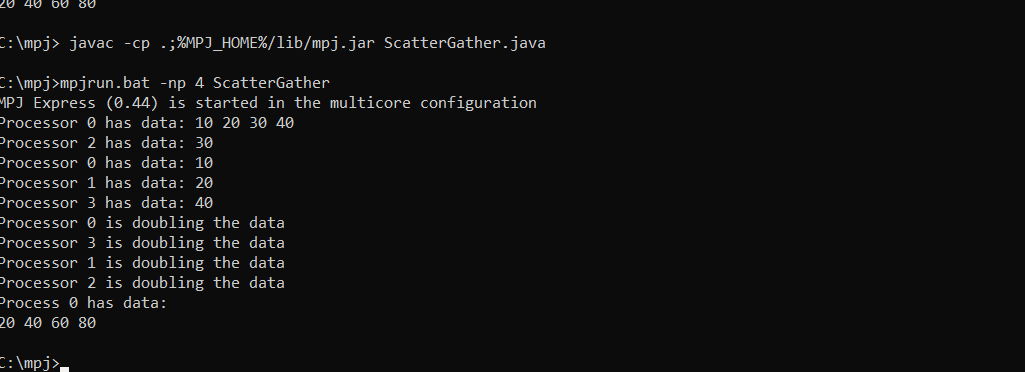 20 40 60 80
C:\mpj> javac -cp .;%MPJ_HOME%/lib/mpj.jar ScatterGather.java
C:\mpj>mpjrun.bat -np 4 ScatterGather
MPJ Express (0.44) is started in the multicore configuration
Processor 0 has data: 10 20 30 40
Processor 2 has data: 30
Processor 0 has data: 10
Processor 1 has data: 20
Processor 3 has data: 40
Processor 0 is doubling the data
Processor 3 is doubling the data
Processor 1 is doubling the data
Processor 2 is doubling the data
Process 0 has data:
20 40 60 80
C:\mpj>